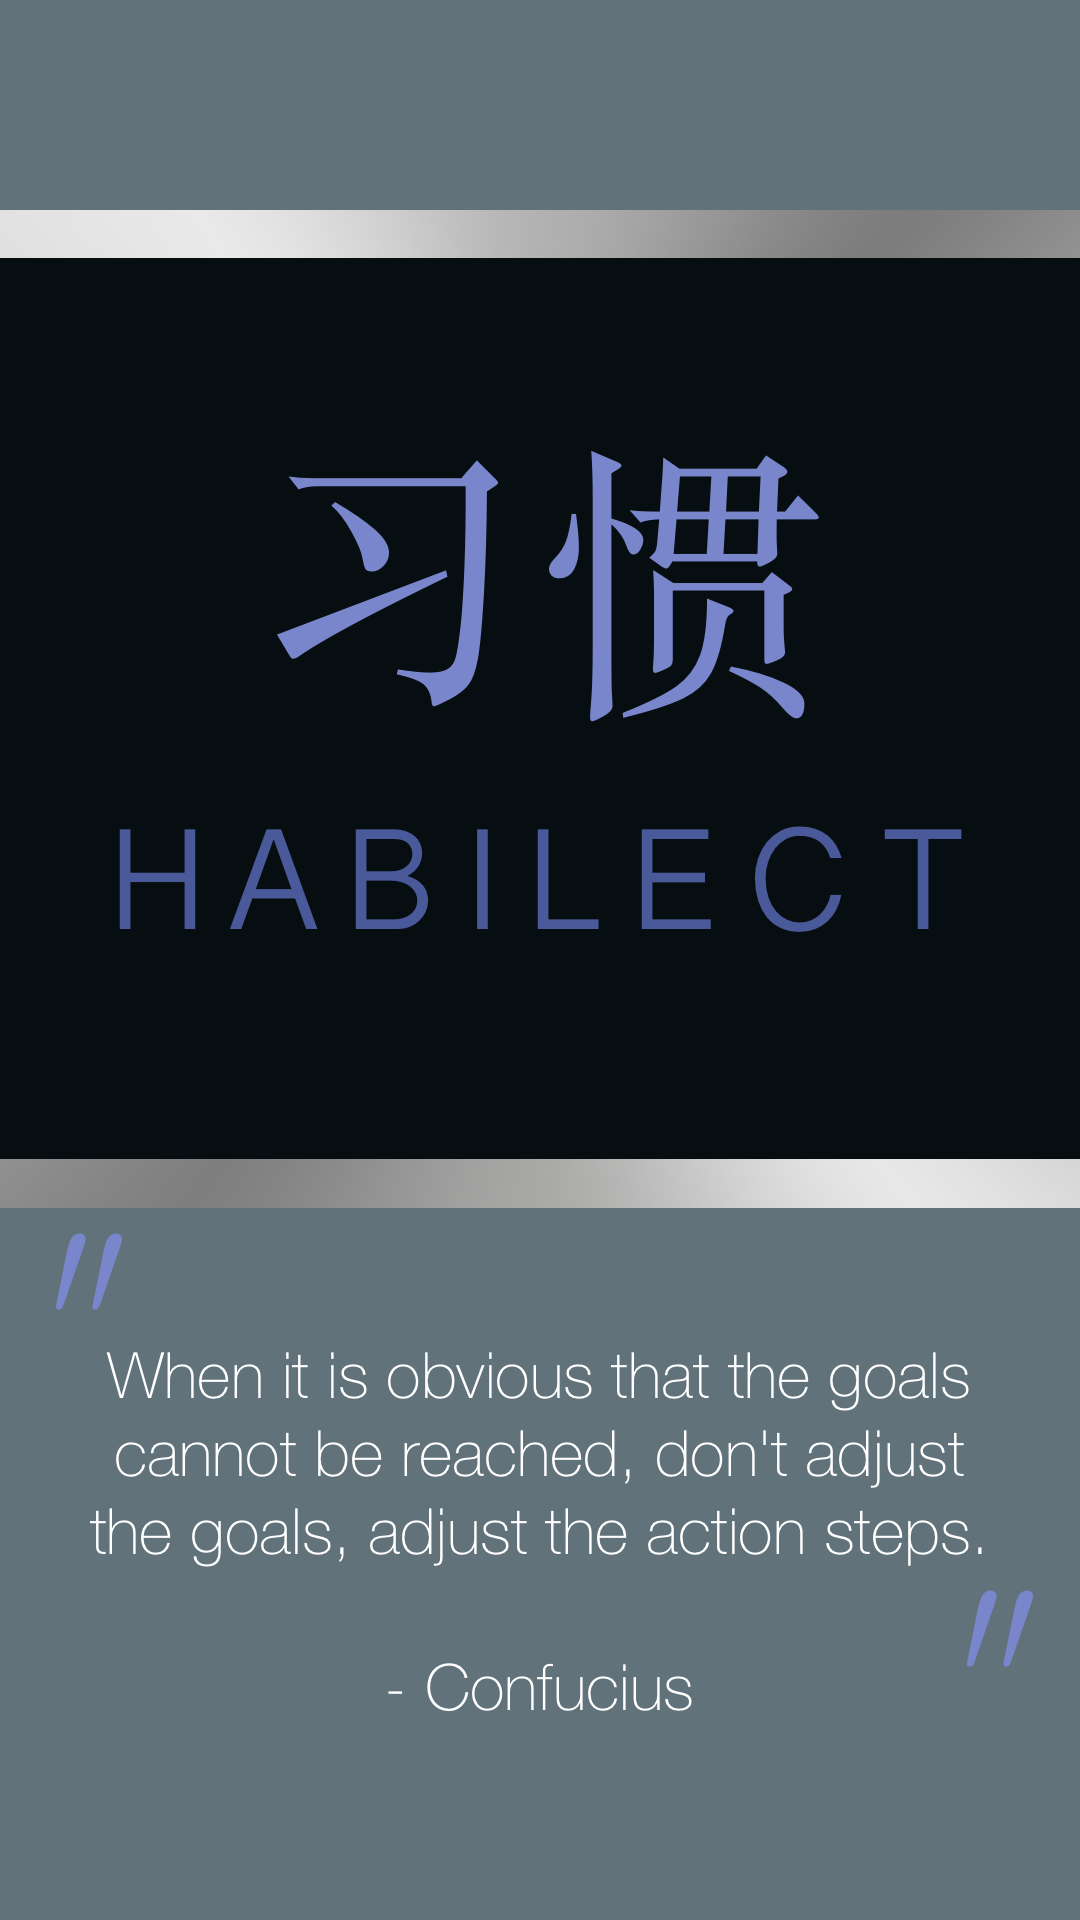 习惯
HABILECT
"
When it is obvious that the goals
cannot be reached, don't adjust
the goals, adjust the action steps.
"
- Confucius